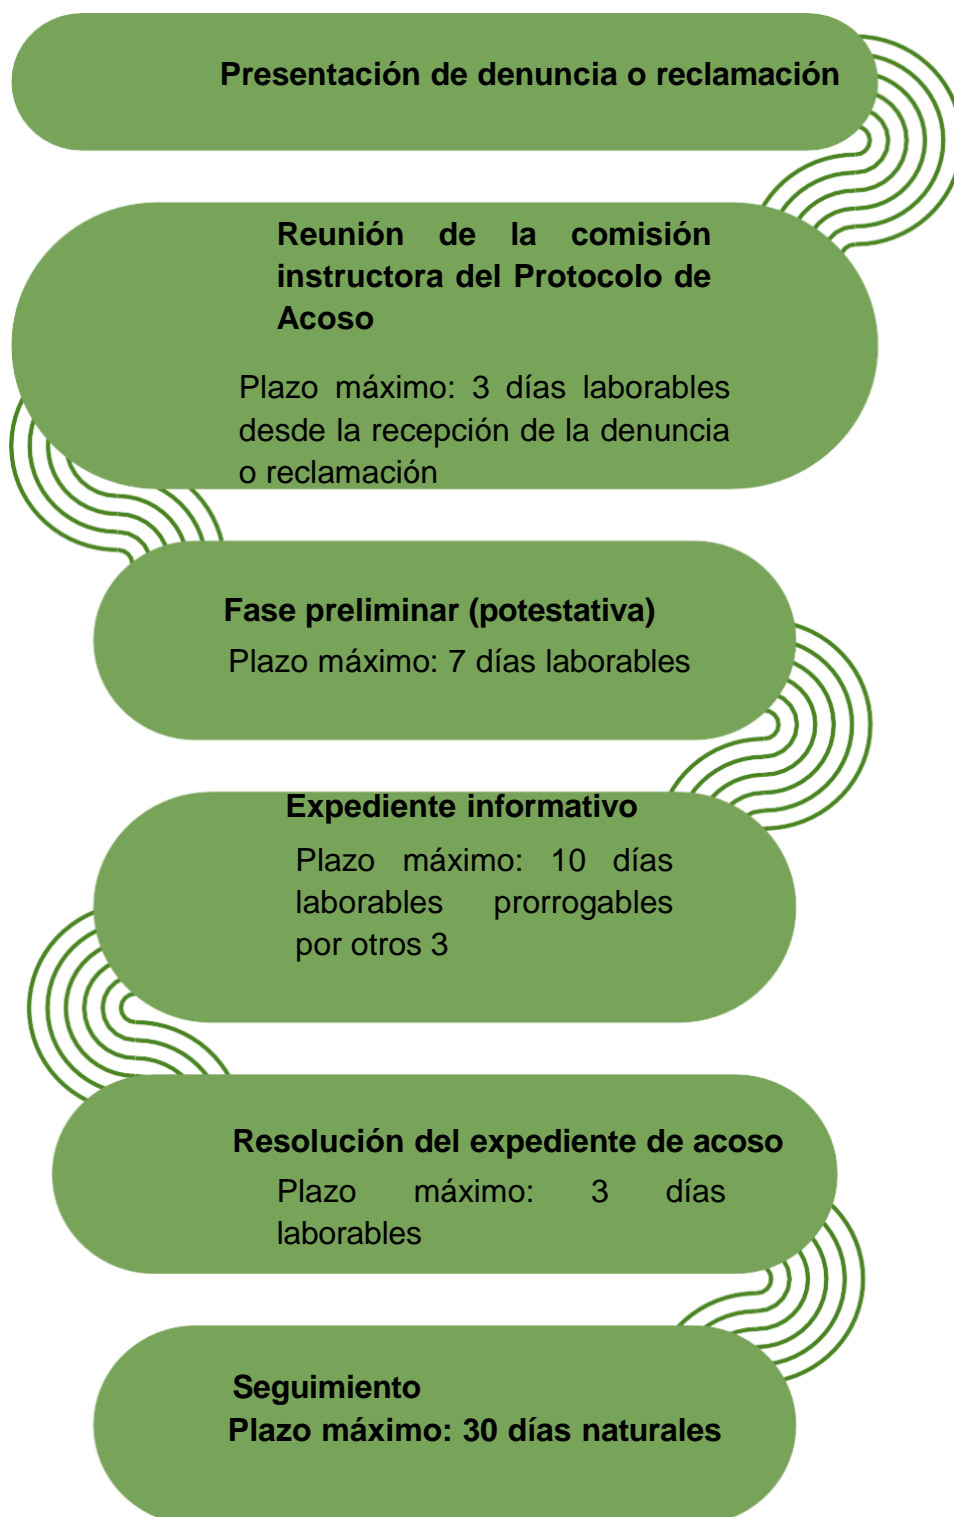 Presentación de denuncia o reclamación
Reunión de la comisión
instructora del Protocolo de
Acoso
Plazo máximo: 3 días laborables
desde la recepción de la denuncia
o reclamación
Fase preliminar (potestativa)
Plazo máximo: 7 días laborables
Expediente informativo
Plazo máximo: 10 días
laborables prorrogables
por otros 3
Resolución del expediente de acoso
Plazo máximo: 3 días
laborables
Seguimiento
Plazo máximo: 30 días naturales